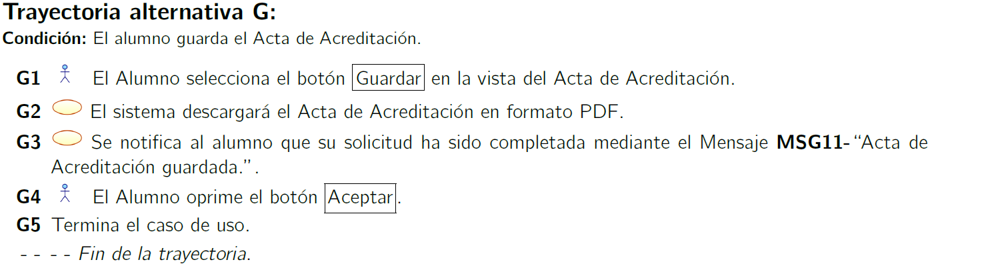 Trayectoria alternativa G:
Condición: El alumno guarda el Acta de Acreditación.
G1 El Alumno selecciona el botón Guardar en la vista del Acta de Acreditación.
G2 El sistema descargará el Acta de Acreditación en formato PDF.
G3 Se notifica al alumno que su solicitud ha sido completada mediante el Mensaje MSG11- “Acta de
Acreditación guardada.”.
G4 El Alumno oprime el botón Aceptar.
G5 Termina el caso de uso.
- - - - Fin de la trayectoria.